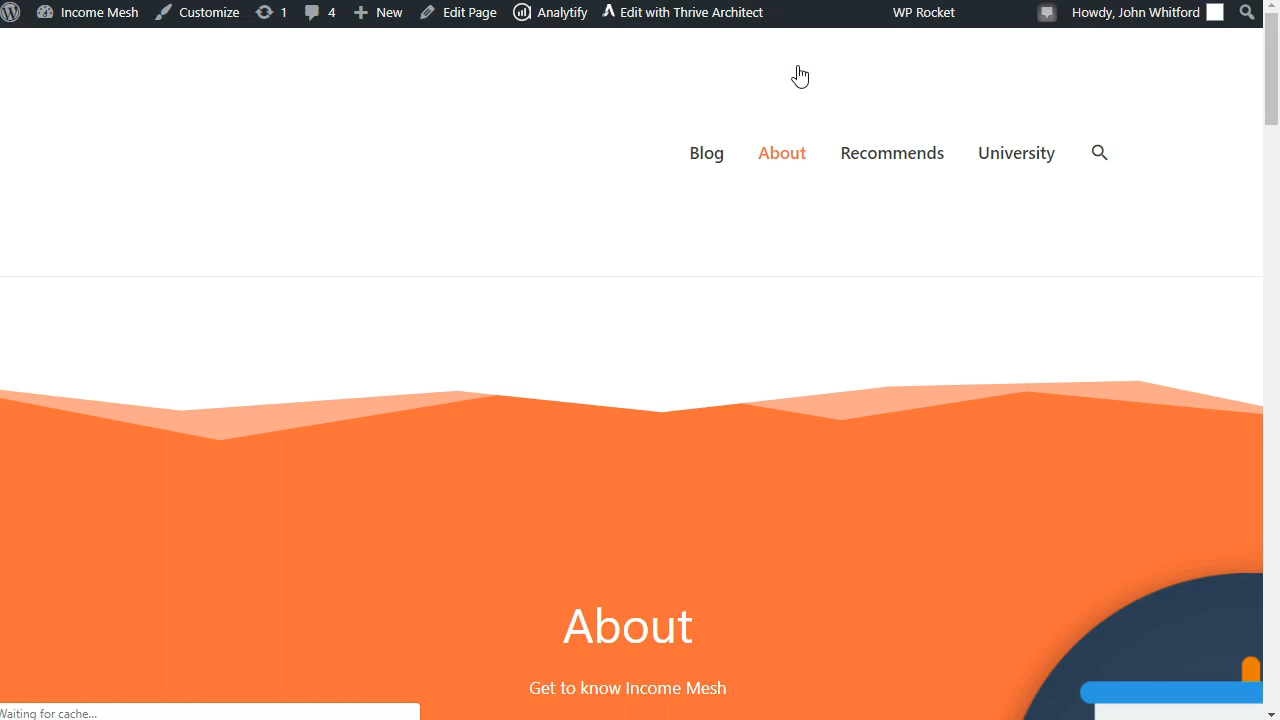 Income Mesh Customize 1 4 New Edit Page Analytify Edit with Thrive Architect WP Rocket Howdy, John Whitford
Blog About Recommends University
About
Get to know Income Mesh
Waiting for cache...